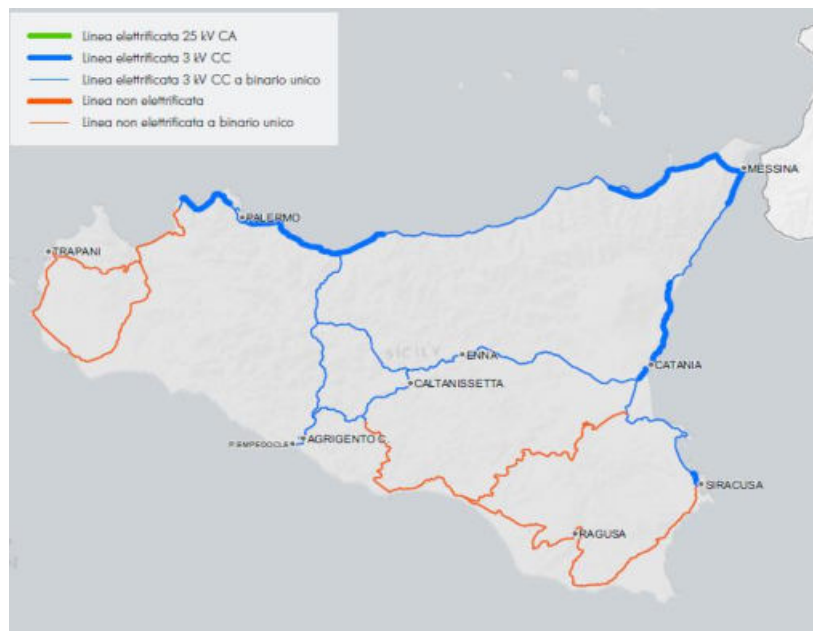 Linea elettrificata 25 kV CA
Linea elettrificata 3 kV CC
Linea elettrificata 3 kV CC a binario unico
Linea non elettrificata
Linea non elettrificata a binario unico
MESSINA
PALERMO
TRAPANI
SICILY
ENNA
CATANIA
CALTANISSETTA
AGRIGENTO C.
P.EMPEDOCLE
SIRACUSA
RAGUSA